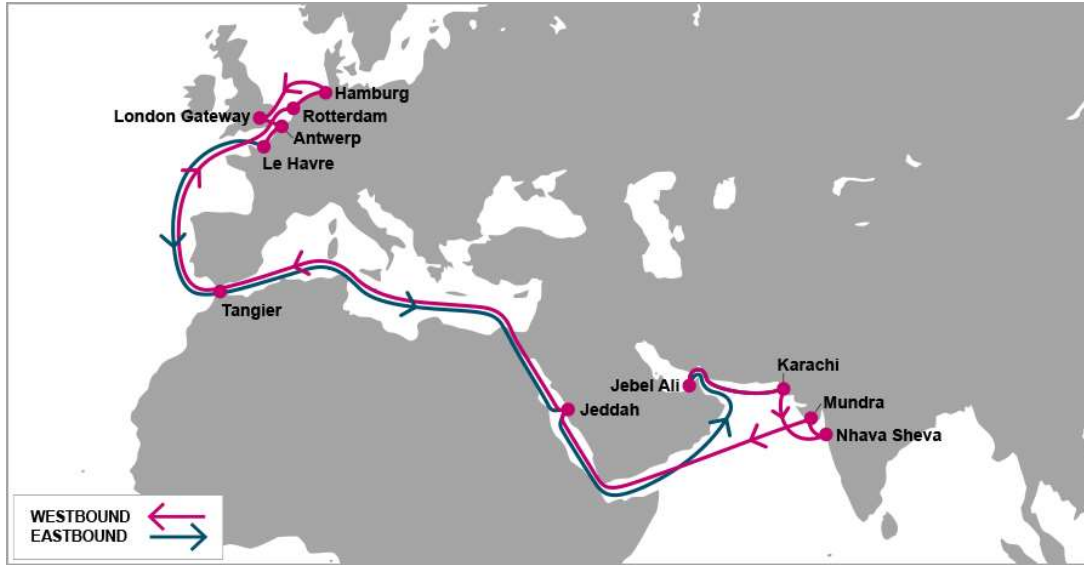 Hamburg
London Gateway
Rotterdam
Antwerp
Le Havre
Tangier
Karachi
Jebel Ali
Mundra
Jeddah
Nhava Sheva
WESTBOUND
EASTBOUND